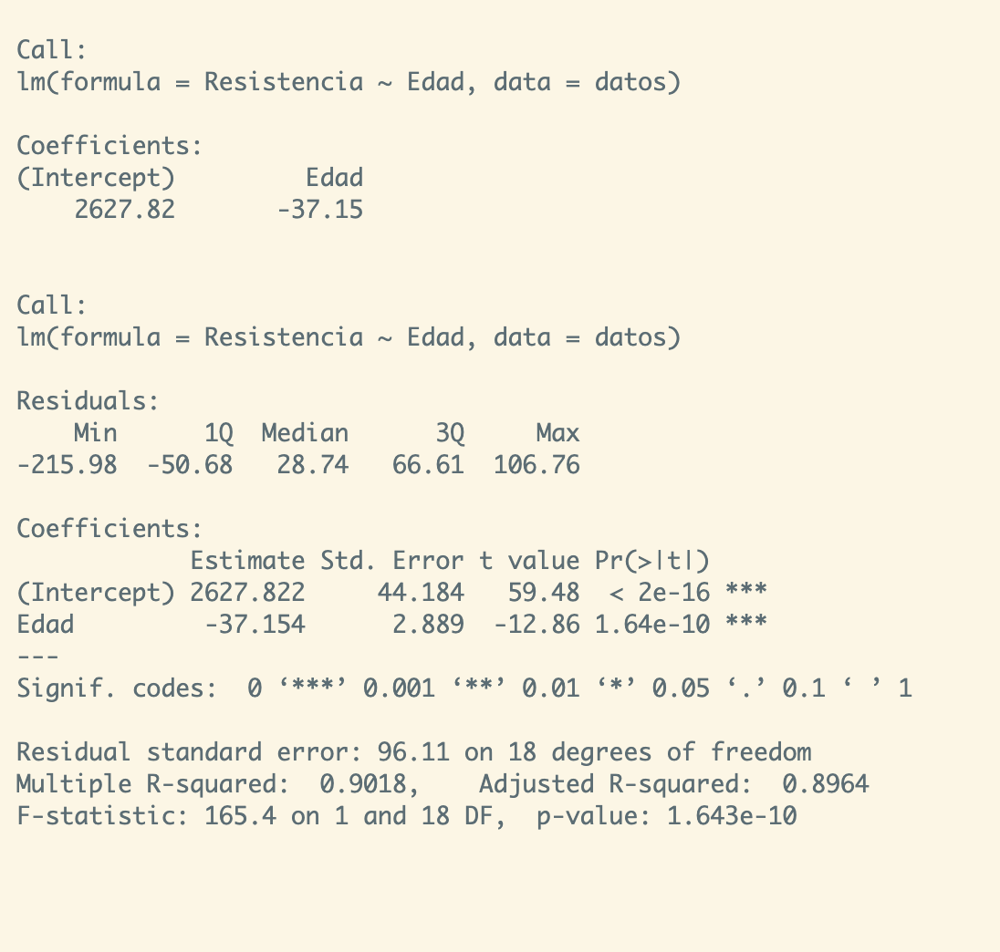 Call:
lm(formula = Resistencia ~ Edad, data = datos)
Coefficients:
(Intercept)         Edad
    2627.82       -37.15
Call:
lm(formula = Resistencia ~ Edad, data = datos)
Residuals:
    Min      1Q  Median      3Q     Max
-215.98  -50.68   28.74   66.61  106.76
Coefficients:
            Estimate Std. Error t value Pr(>|t|)
(Intercept) 2627.822     44.184   59.48  < 2e-16 ***
Edad         -37.154      2.889  -12.86 1.64e-10 ***
---
Signif. codes:  0 ‘***’ 0.001 ‘**’ 0.01 ‘*’ 0.05 ‘.’ 0.1 ‘ ’ 1
Residual standard error: 96.11 on 18 degrees of freedom
Multiple R-squared:  0.9018,    Adjusted R-squared:  0.8964
F-statistic: 165.4 on 1 and 18 DF,  p-value: 1.643e-10